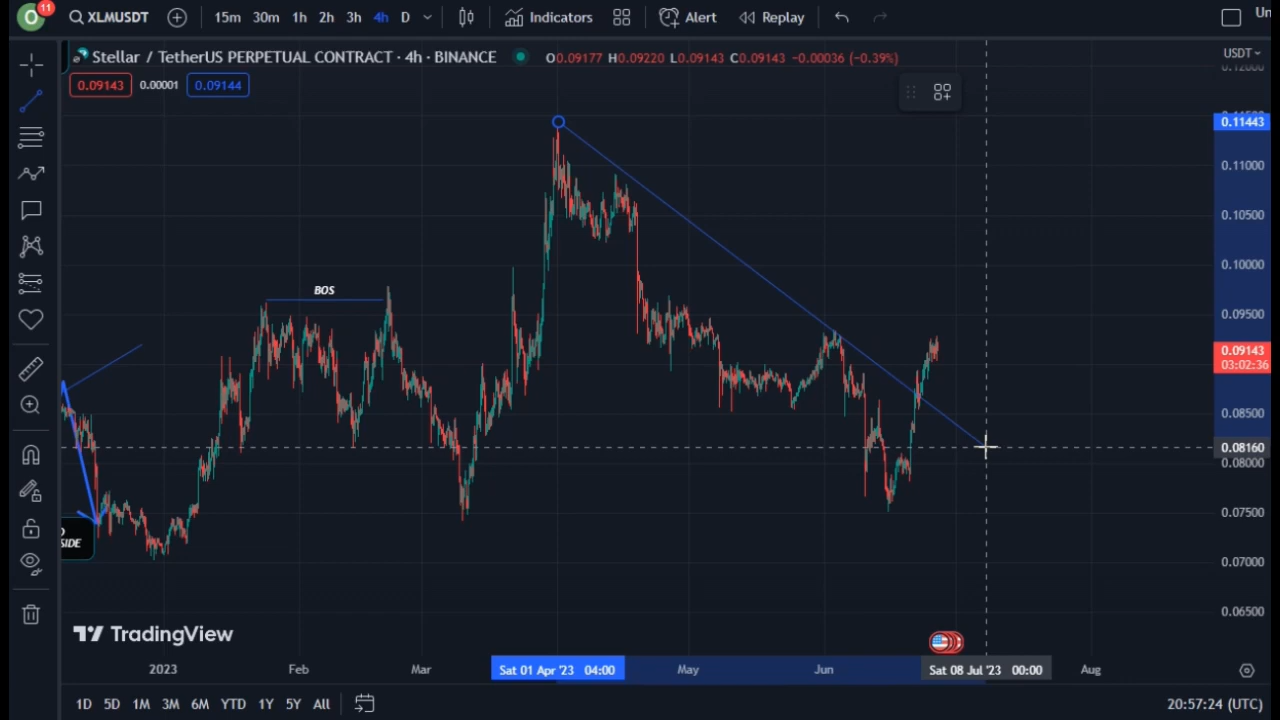 O 11 XLMUSDT 15m 30m 1h 2h 3h 4h D Indicators Alert Replay Un
Stellar / TetherUS PERPETUAL CONTRACT · 4h · BINANCE O0.09177 H0.09220 L0.09143 C0.09143 −0.00036 (−0.39%) USDT
0.09143 0.00001 0.09144
0.12000
0.11443
0.11000
0.10500
0.10000
BOS
0.09500
0.09143
03:02:36
0.08500
0.08160
0.08000
0.07500
SIDE
0.07000
0.06500
TradingView
2023 Feb Mar Sat 01 Apr '23 04:00 May Jun Sat 08 Jul '23 00:00 Aug
1D 5D 1M 3M 6M YTD 1Y 5Y All 20:57:24 (UTC)